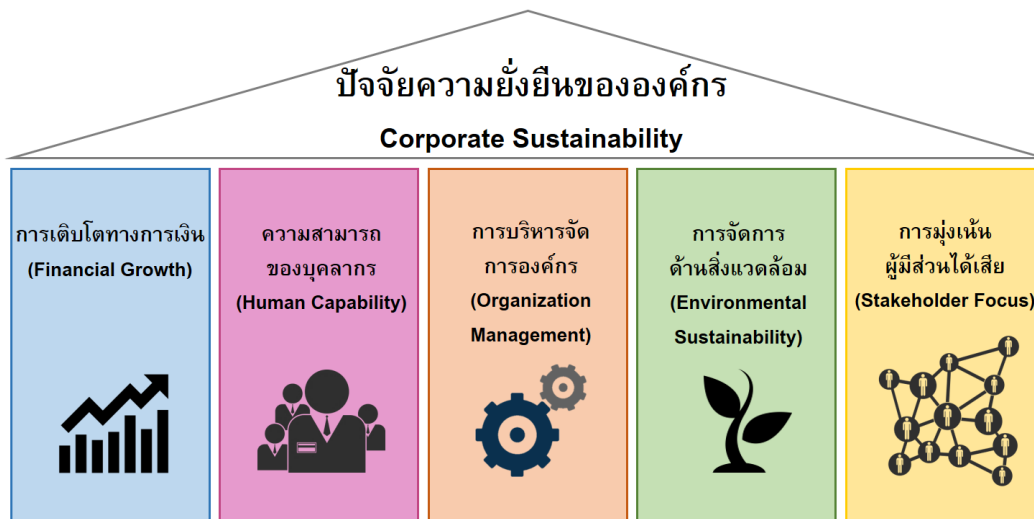 ปัจจัยความยั่งยืนขององค์กร
Corporate Sustainability
การเติบโตทางการเงิน
(Financial Growth)
ความสามารถ
ของบุคลากร
(Human Capability)
การบริหารจัด
การองค์กร
(Organization
Management)
การจัดการ
ด้านสิ่งแวดล้อม
(Environmental
Sustainability)
การมุ่งเน้น
ผู้มีส่วนได้เสีย
(Stakeholder Focus)